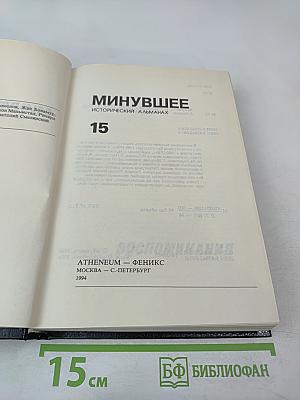 МИНУВШЕЕ
ИСТОРИЧЕСКИЙ АЛЬМАНАХ
15
ATHENEUM — ФЕНИКС
МОСКВА — С.-ПЕТЕРБУРГ
1994
15 см
БФ БИБЛИОФАН